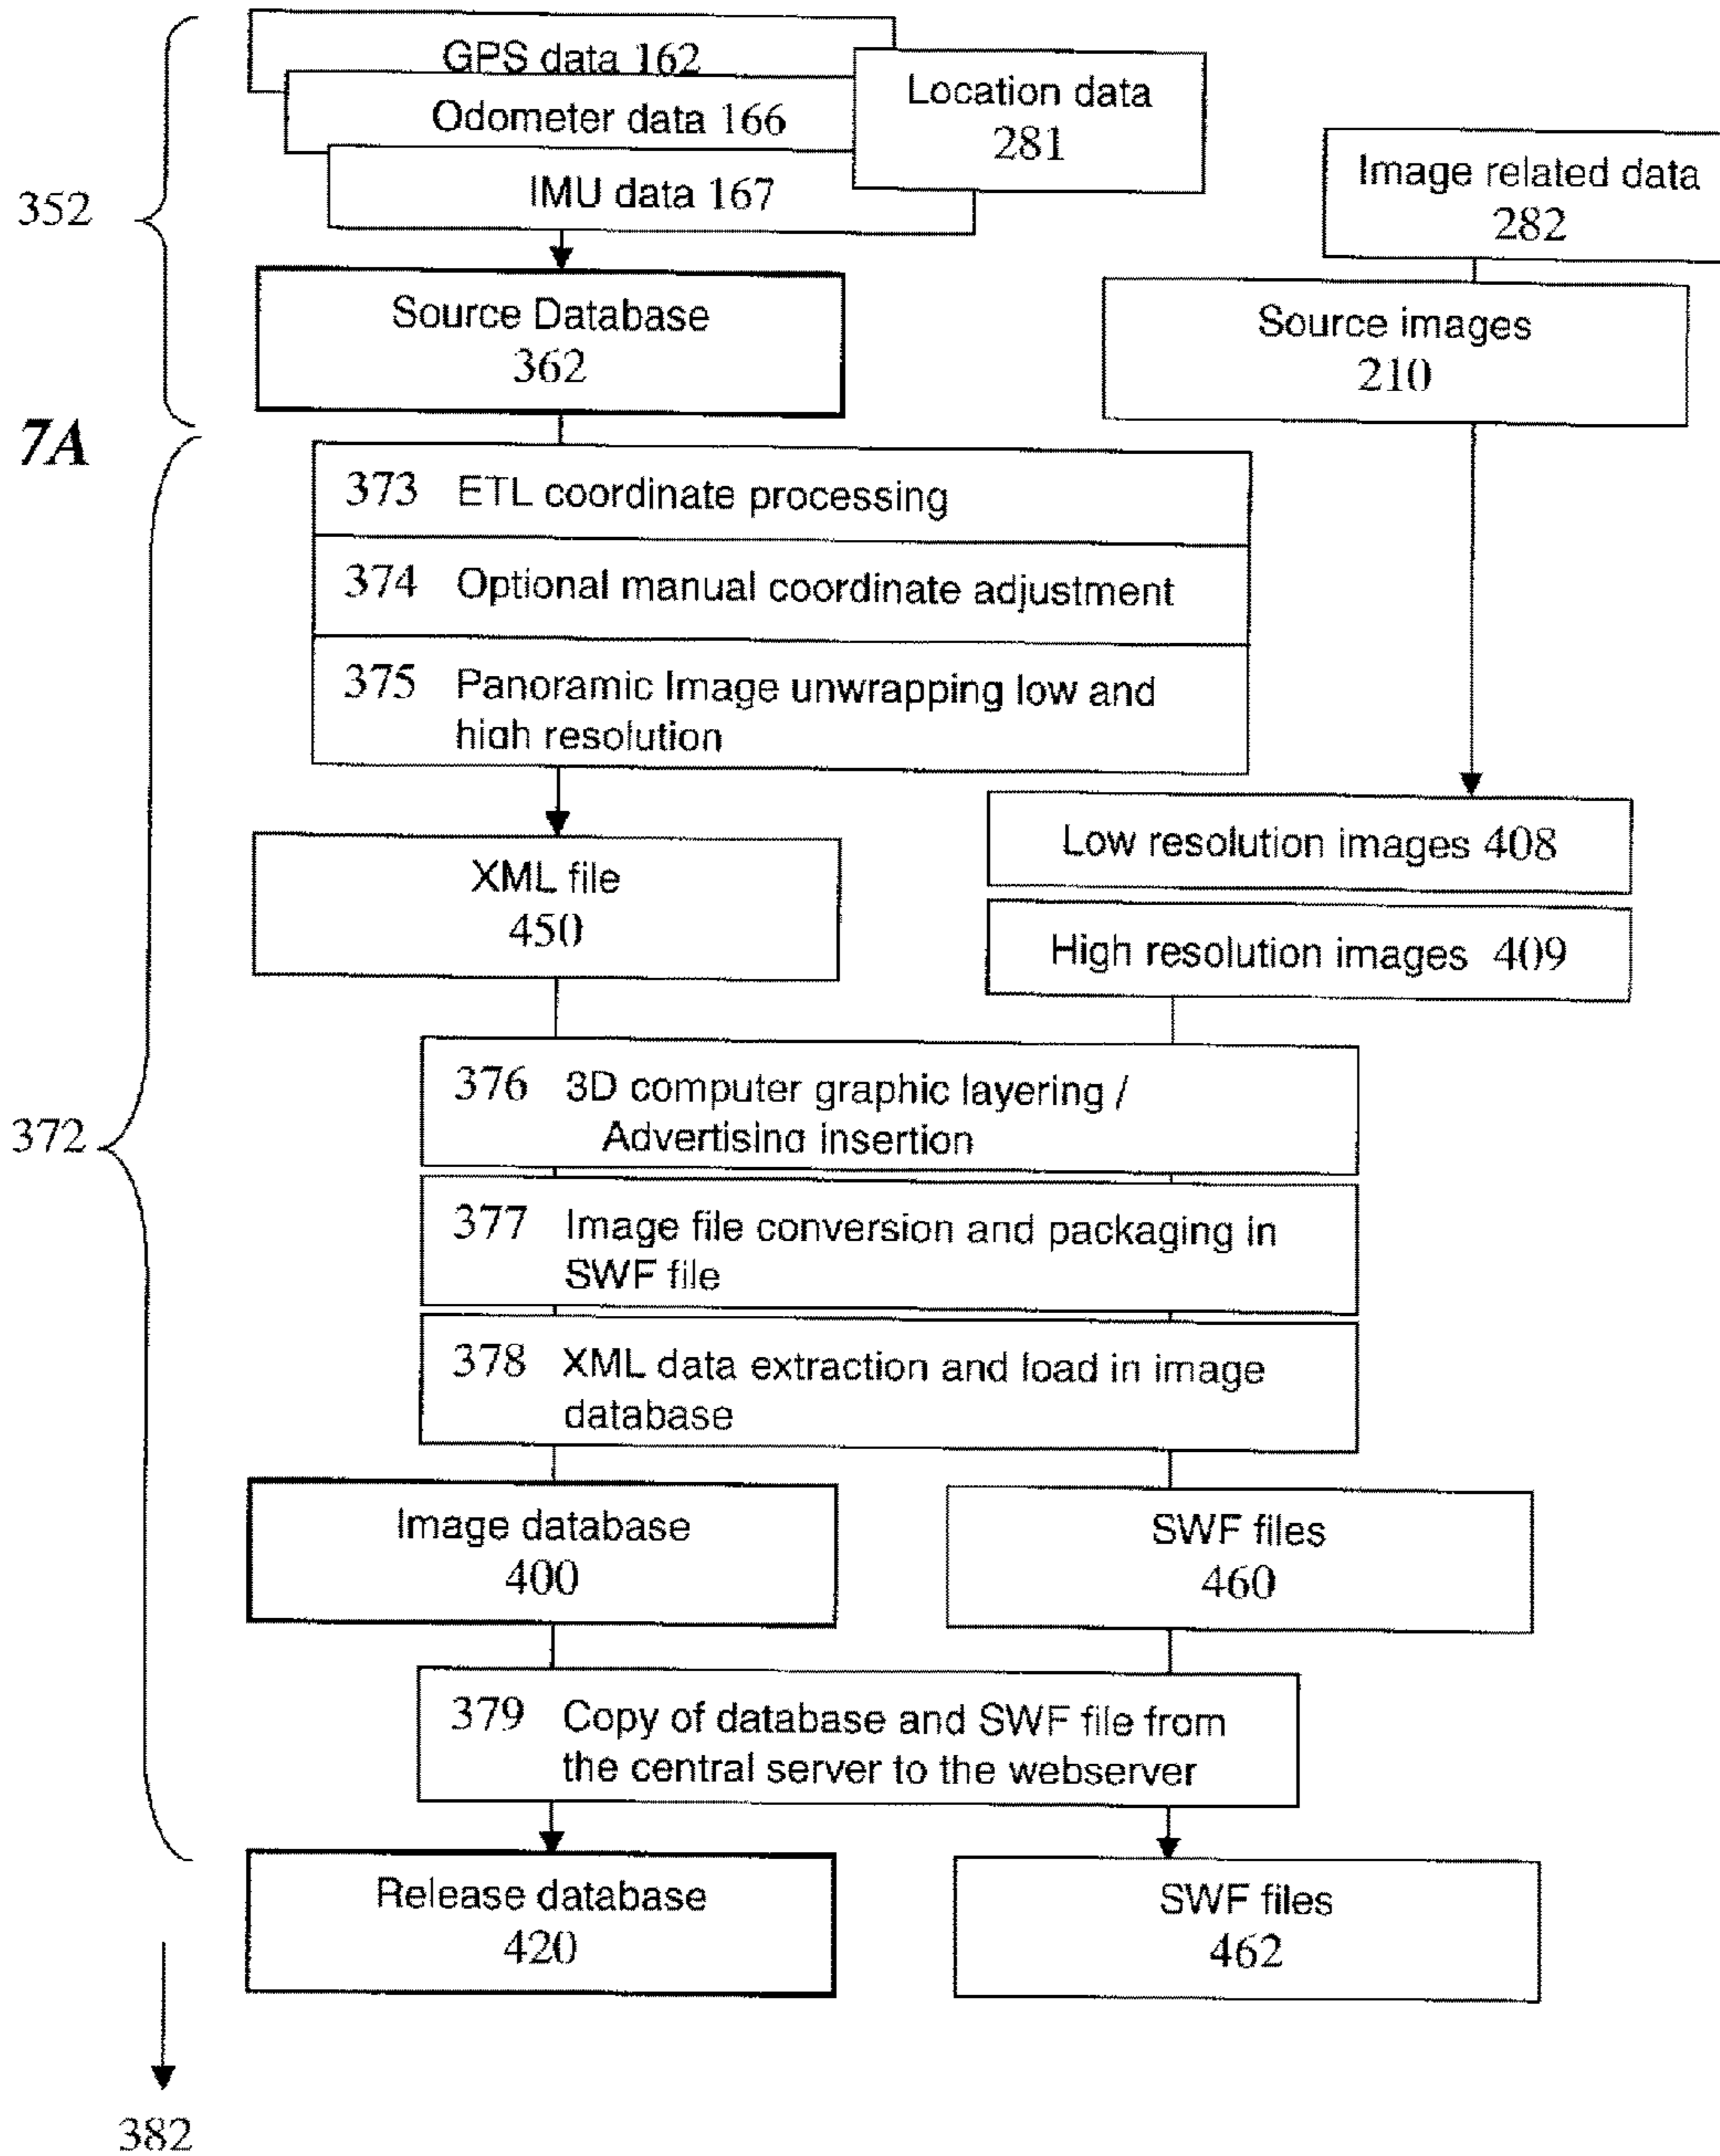 GPS data 162
Odometer data 166
IMU data 167
Location data
281
Image related data
282
352
Source Database
362
Source images
210
7A
373 ETL coordinate processing
374 Optional manual coordinate adjustment
375 Panoramic Image unwrapping low and
high resolution
XML file
450
Low resolution images 408
High resolution images 409
372
376 3D computer graphic layering /
Advertising insertion
377 Image file conversion and packaging in
SWF file
378 XML data extraction and load in image
database
Image database
400
SWF files
460
379 Copy of database and SWF file from
the central server to the webserver
Release database
420
SWF files
462
382